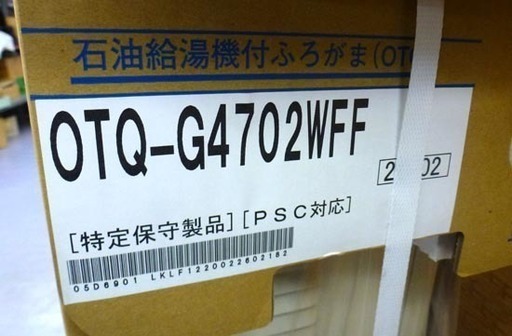 石油給湯機付ふろがま(OTQ
OTQ-G4702WFF
[特定保守製品][PSC対応]
05D6901 LKLF1220022602182